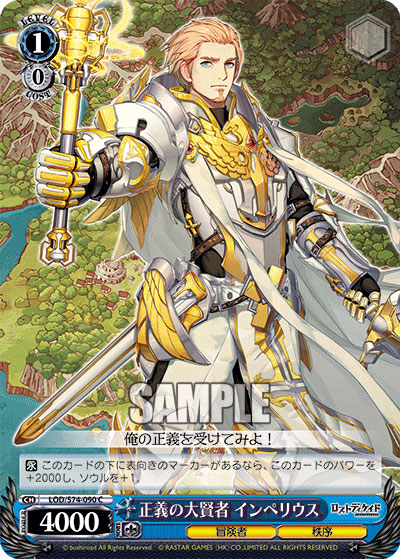 LEVEL
1
0
COST
SAMPLE
俺の正義を受けてみよ！
永 このカードの下に表向きのマーカーがあるなら、このカードのパワーを
+2000し、ソウルを+1。
CH LOD/S74-090 C
POWER
4000
正義の大賢者 インペリウス
冒険者 秩序
ロストディケイド
©bushiroad All Rights Reserved. © RASTAR GAMES (HK) CO.,LIMITED ALL RIGHTS RESERVED